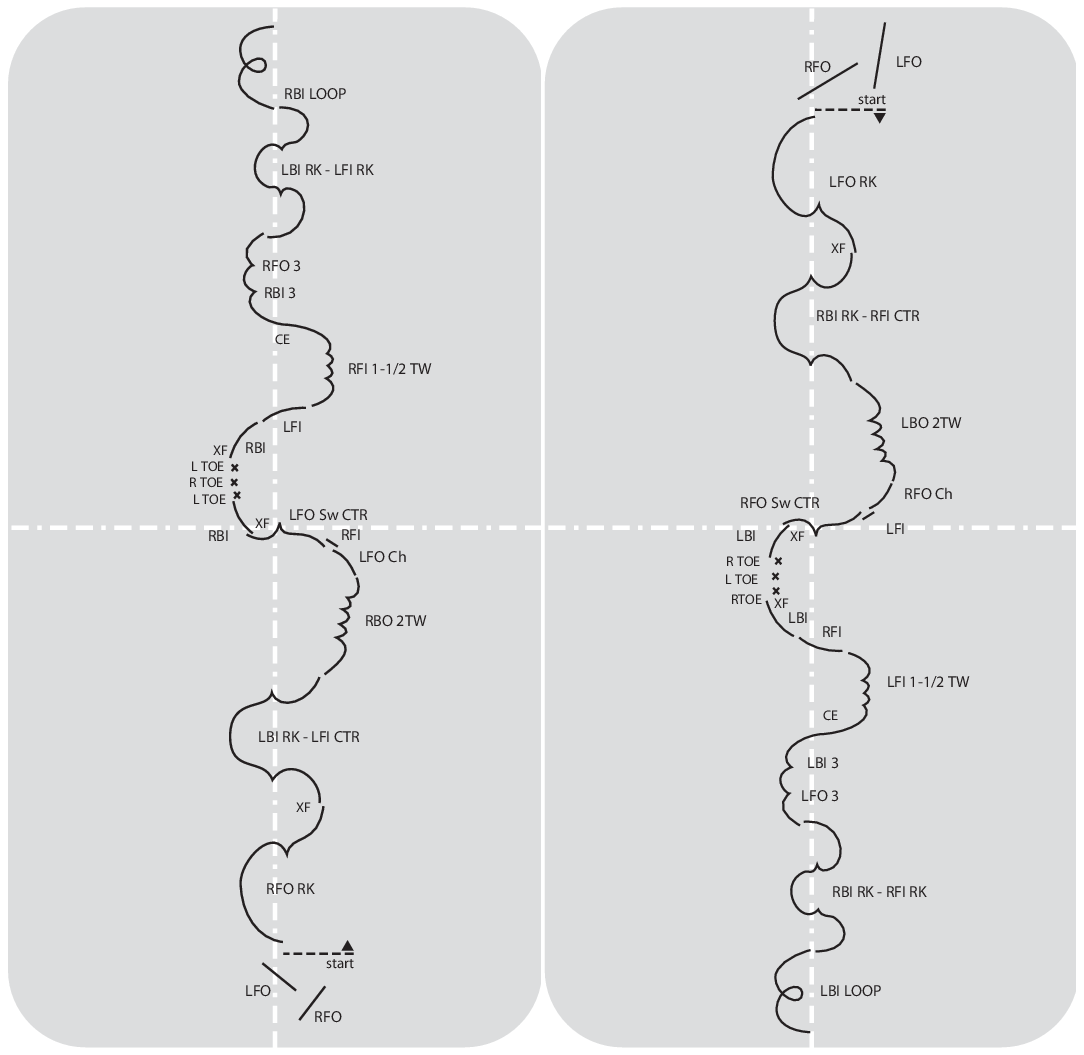 RBI LOOP
LBI RK - LFI RK
RFO 3
RBI 3
CE
RFI 1-1/2 TW
LFI
RBI
XF
L TOE
R TOE
L TOE
XF
LFO Sw CTR
RBI
RFI
LFO Ch
RBO 2TW
LBI RK - LFI CTR
XF
RFO RK
start
LFO
RFO
RFO
LFO
start
LFO RK
XF
RBI RK - RFI CTR
LBO 2TW
RFO Ch
RFO Sw CTR
LFI
LBI
XF
R TOE
L TOE
RTOE
XF
LBI
RFI
LFI 1-1/2 TW
CE
LBI 3
LFO 3
RBI RK - RFI RK
LBI LOOP